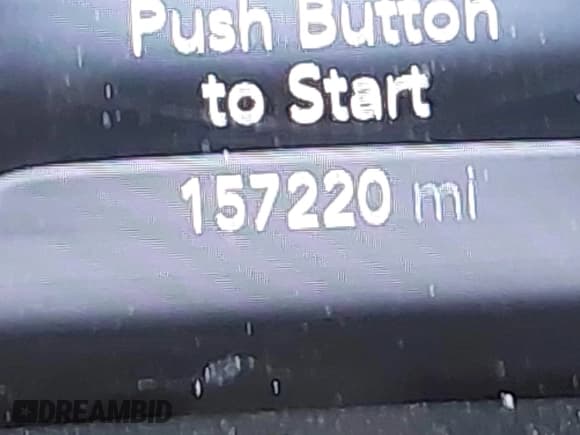 Push Button
to Start
157220 mi
DREAMBID